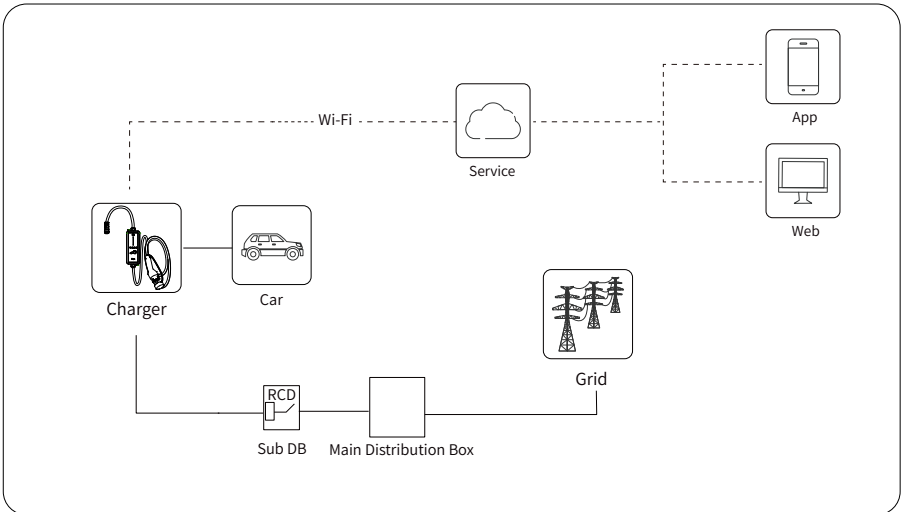 App
Wi-Fi
Service
Web
Charger
Car
Grid
RCD
Sub DB
Main Distribution Box